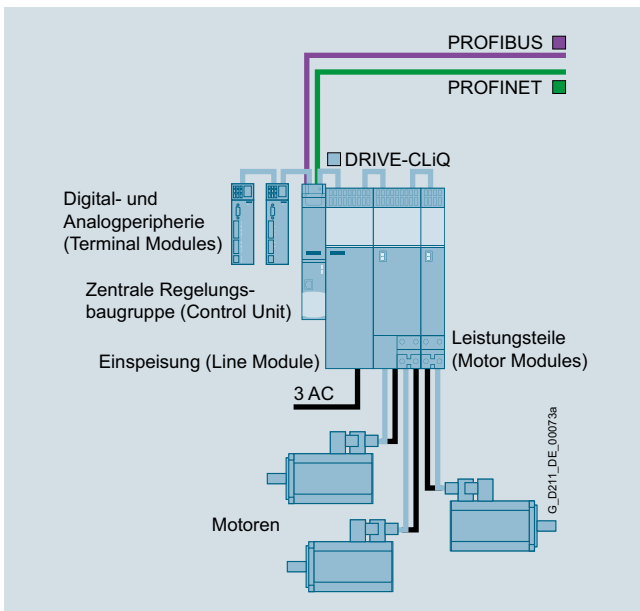 PROFIBUS
PROFINET
DRIVE-CLiQ
Digital- und
Analogperipherie
(Terminal Modules)
Zentrale Regelungs-
baugruppe (Control Unit)
Einspeisung (Line Module)
Leistungsteile
(Motor Modules)
3 AC
Motoren
G_D211_DE_00073a